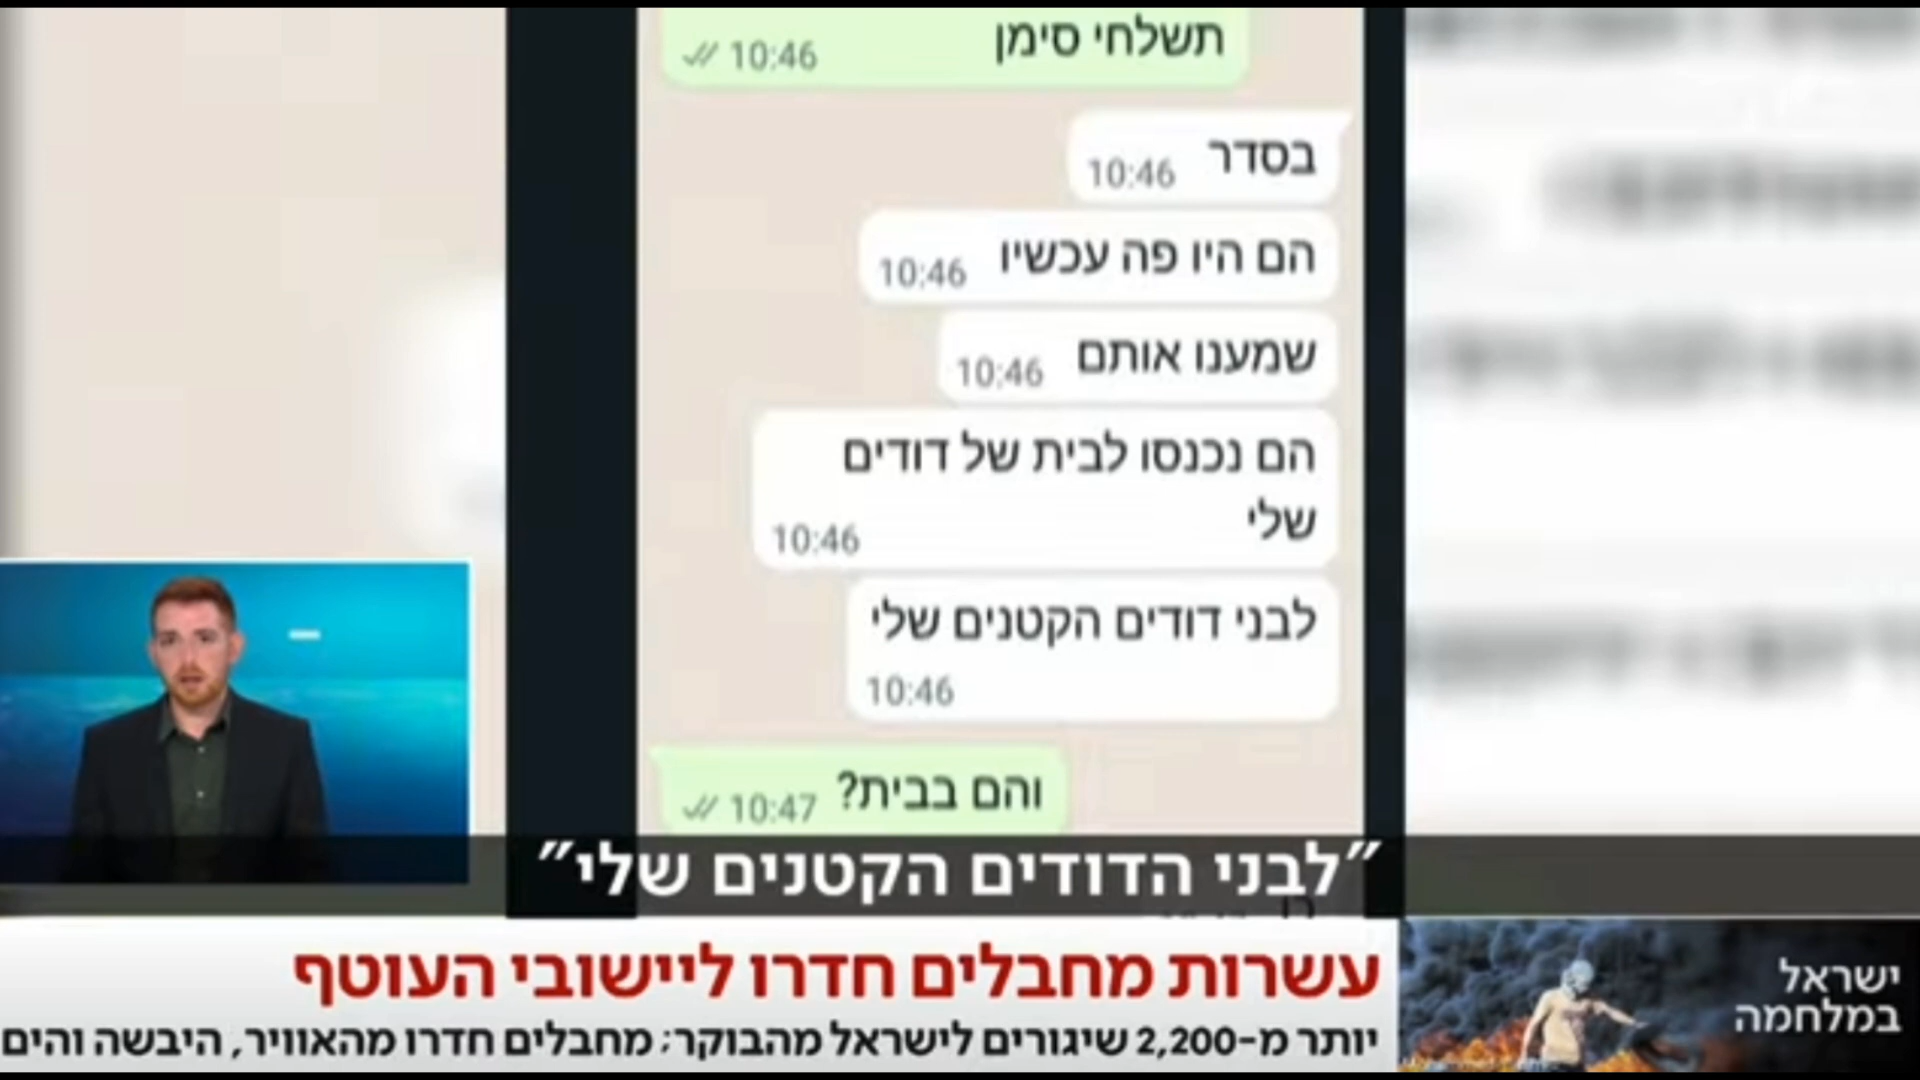 תשלחי סימן
10:46
בסדר
10:46
הם היו פה עכשיו
10:46
שמענו אותם
10:46
הם נכנסו לבית של דודים
שלי
10:46
לבני דודים הקטנים שלי
10:46
והם בבית?
10:47
"לבני הדודים הקטנים שלי"
עשרות מחבלים חדרו ליישובי העוטף
יותר מ-2,200 שיגורים לישראל מהבוקר; מחבלים חדרו מהאוויר, היבשה והים
ישראל
במלחמה